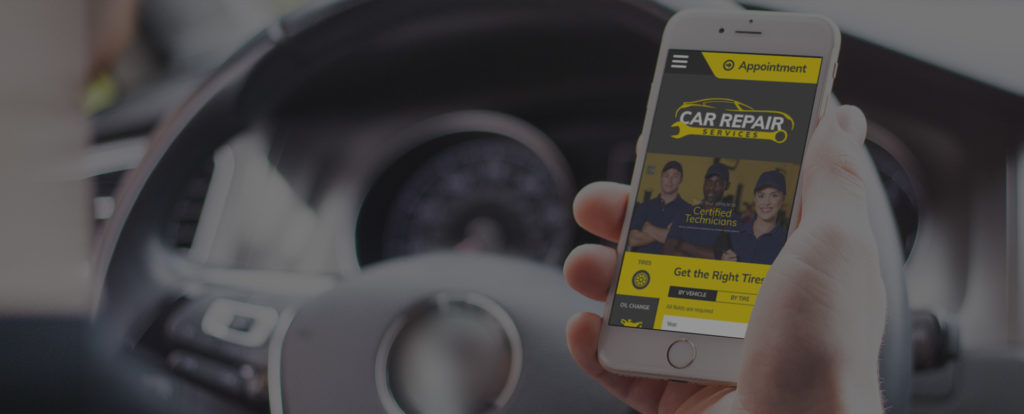 Appointment
CAR REPAIR
SERVICES
Certified
Technicians
TIRES
Get the Right Tires
BY VEHICLE
BY TIRE
All fields are required
OIL CHANGE
Year